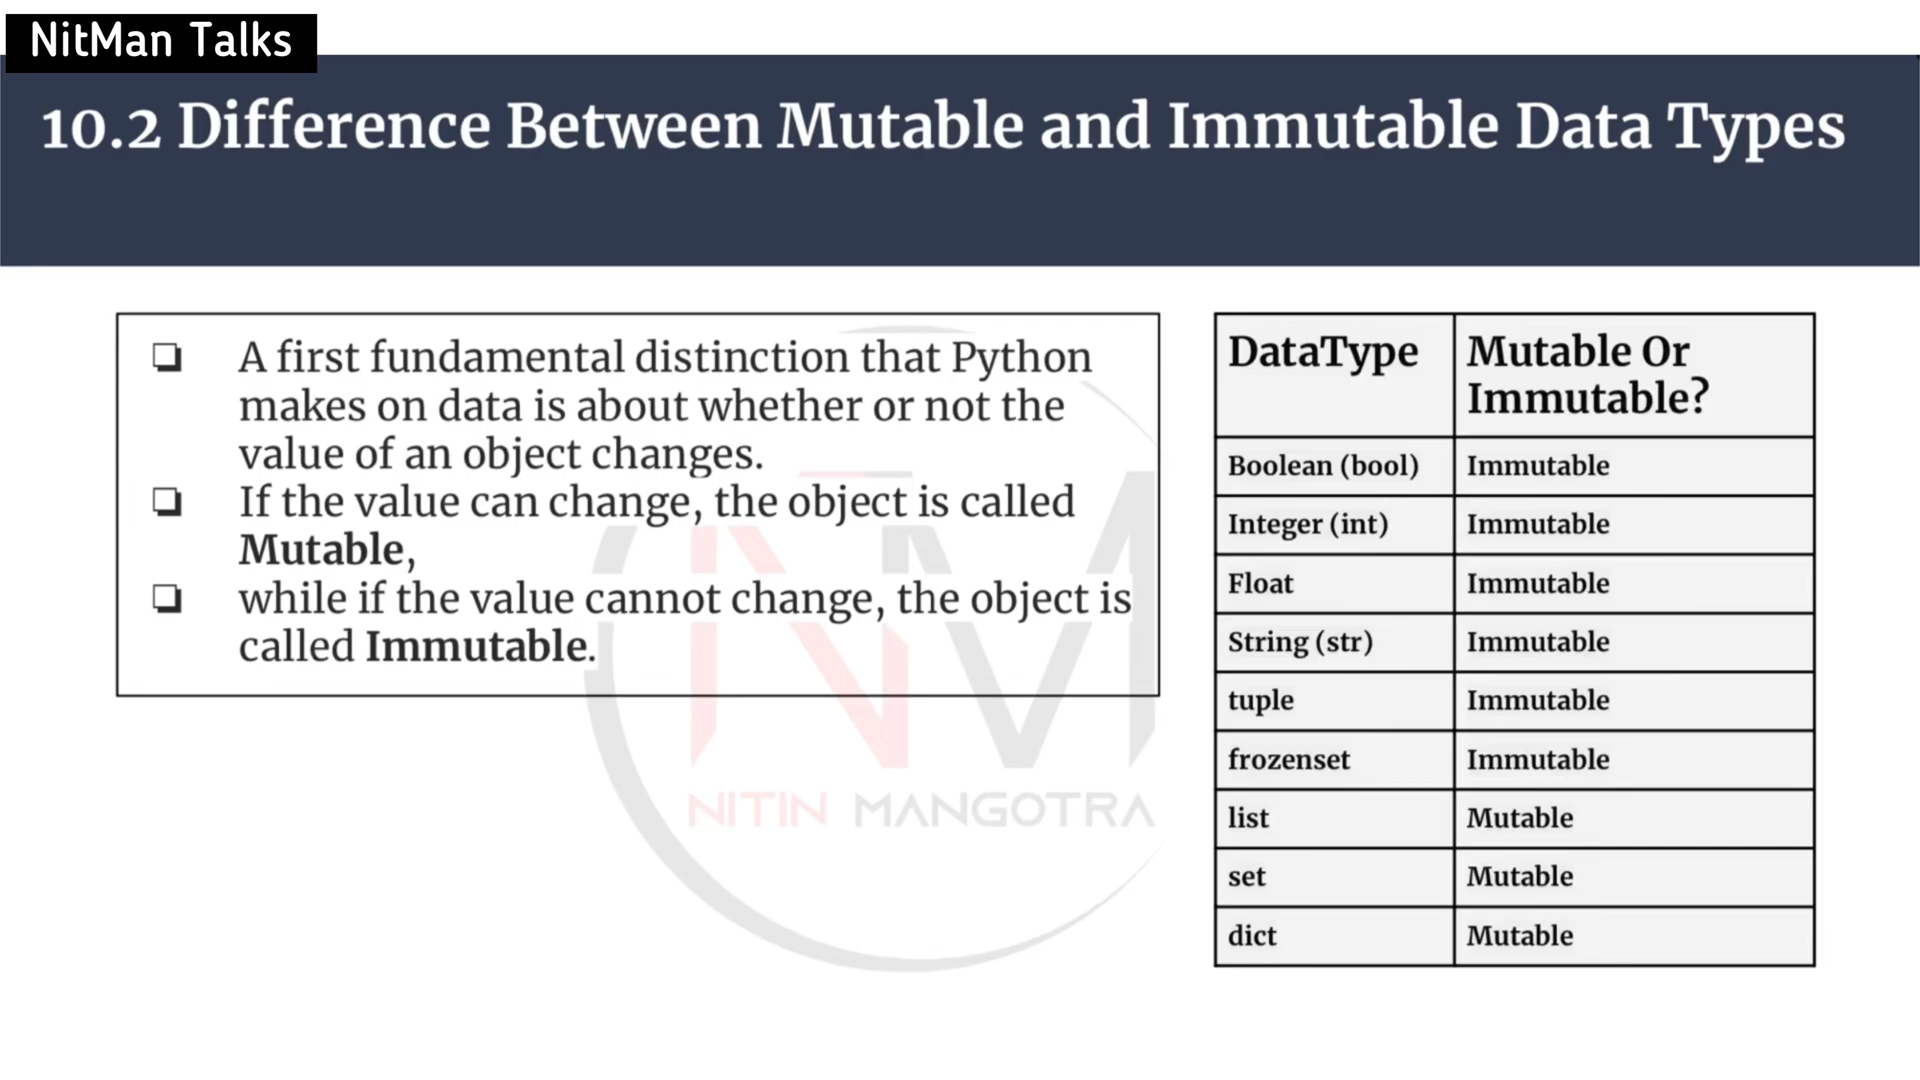 NitMan Talks
10.2 Difference Between Mutable and Immutable Data Types
❏ A first fundamental distinction that Python
makes on data is about whether or not the
value of an object changes.
❏ If the value can change, the object is called
Mutable,
❏ while if the value cannot change, the object is
called Immutable.
NM
NITIN MANGOTRA
DataType Mutable Or
Immutable?
Boolean (bool) Immutable
Integer (int) Immutable
Float Immutable
String (str) Immutable
tuple Immutable
frozenset Immutable
list Mutable
set Mutable
dict Mutable